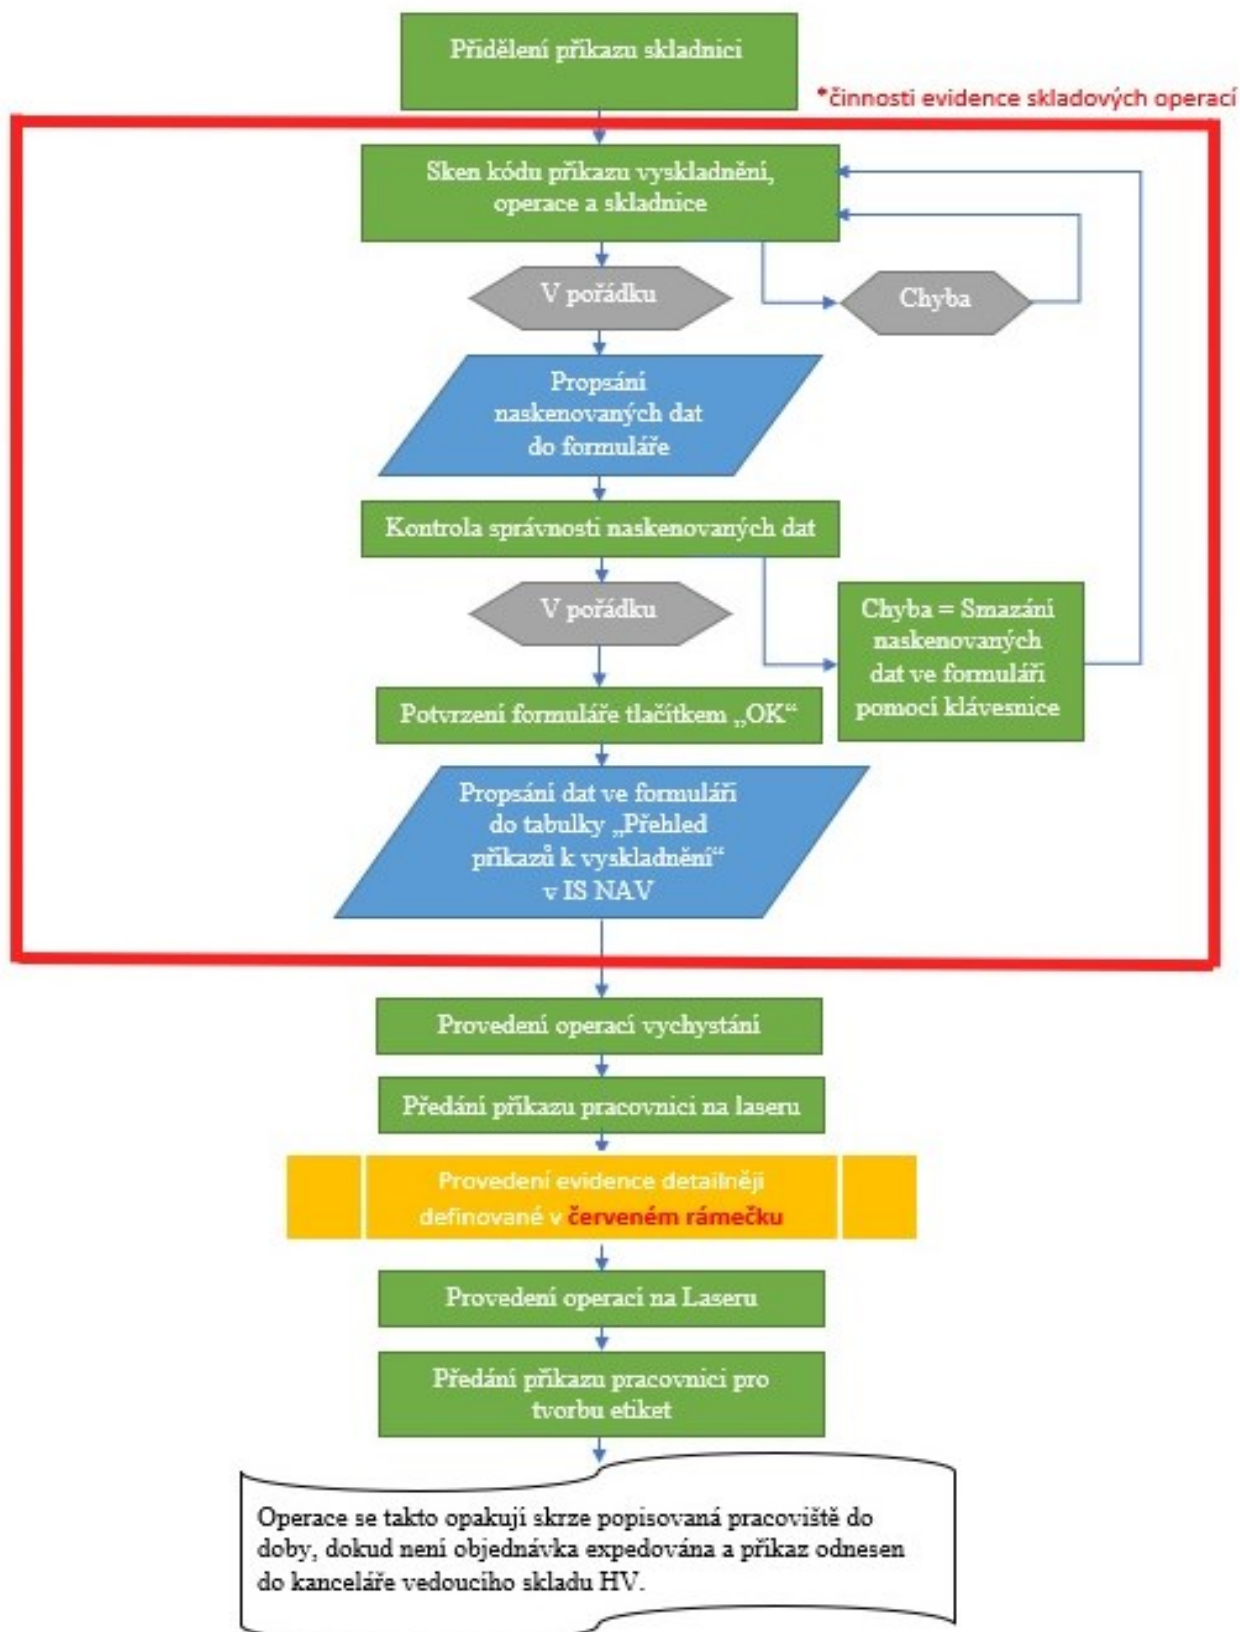 Přidělení příkazu skladnici
*činnosti evidence skladových operací
Sken kódu příkazu vyskladnění,
operace a skladnice
V pořádku
Chyba
Propsání
naskenovaných dat
do formuláře
Kontrola správnosti naskenovaných dat
V pořádku
Chyba = Smazání
naskenovaných
dat ve formuláři
pomocí klávesnice
Potvrzení formuláře tlačítkem „OK“
Propsání dat ve formuláři
do tabulky „Přehled
příkazů k vyskladnění“
v IS NAV
Provedení operací vychystání
Předání příkazu pracovnici na laseru
Provedení evidence detailněji
definované v červeném rámečku
Provedení operací na Laseru
Předání příkazu pracovnici pro
tvorbu etiket
Operace se takto opakují skrze popisovaná pracoviště do
doby, dokud není objednávka expedována a příkaz odnesen
do kanceláře vedoucího skladu HV.